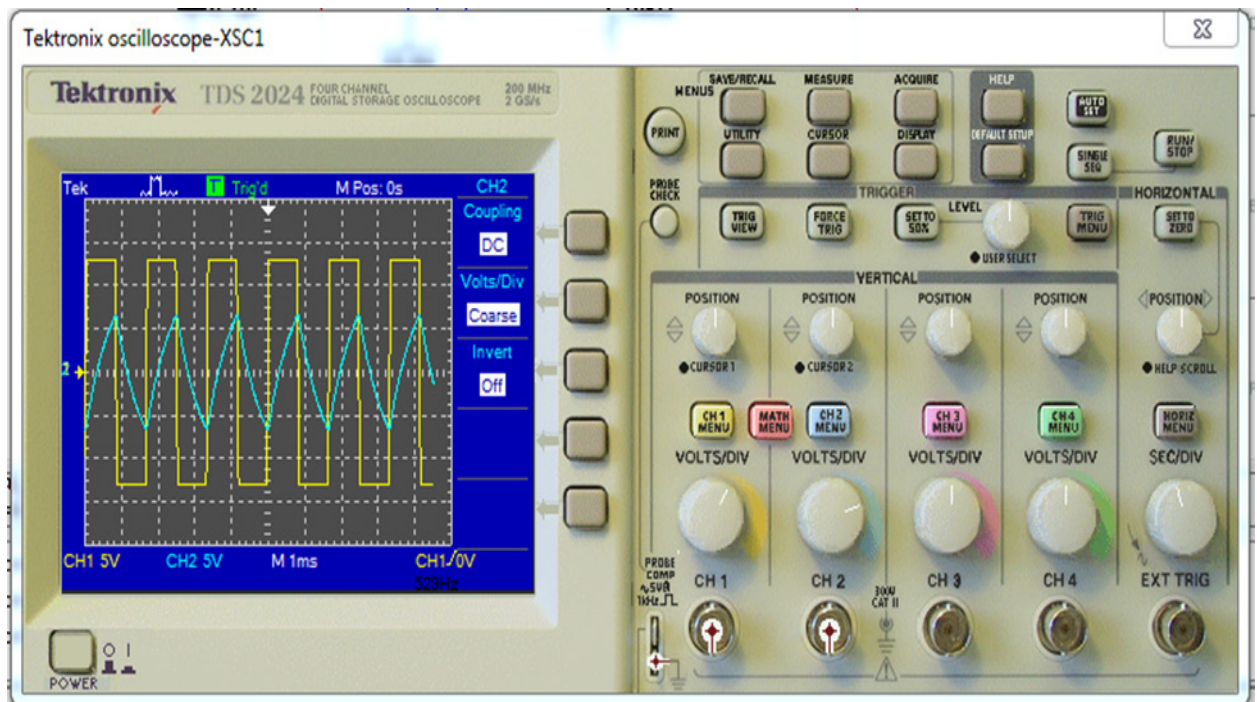 Tektronix oscilloscope-XSC1
Tektronix TDS 2024 FOUR CHANNEL DIGITAL STORAGE OSCILLOSCOPE 200 MHz 2 GS/s
Tek T Trig'd M Pos: 0s CH2
Coupling
DC
Volts/Div
Coarse
Invert
Off
CH1 5V CH2 5V M 1ms CH1 0V
529Hz
POWER
O I
MENUS
SAVE/RECALL MEASURE ACQUIRE HELP
PRINT
UTILITY CURSOR DISPLAY DEFAULT SETUP
AUTO SET
SINGLE SEQ
RUN/STOP
PROBE CHECK
TRIGGER HORIZONTAL
TRIG VIEW
FORCE TRIG
SET TO 50%
LEVEL
USER SELECT
TRIG MENU
SET TO ZERO
VERTICAL
POSITION POSITION POSITION POSITION POSITION
CURSOR 1 CURSOR 2 HELP SCROLL
CH 1 MENU
MATH MENU
CH 2 MENU
CH 3 MENU
CH 4 MENU
HORIZ MENU
VOLTS/DIV VOLTS/DIV VOLTS/DIV VOLTS/DIV SEC/DIV
PROBE COMP
~5V@
1kHz
CH 1 CH 2 CH 3 CH 4 EXT TRIG
300V
CAT II